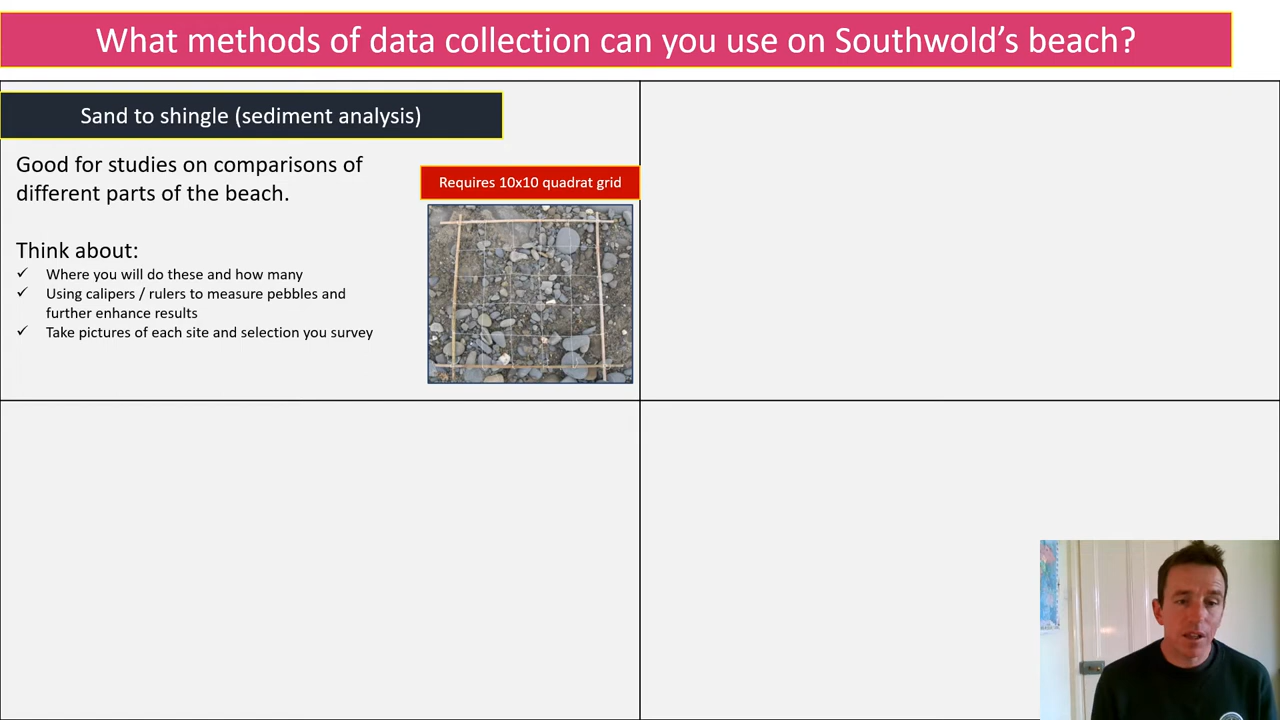 What methods of data collection can you use on Southwold’s beach?
Sand to shingle (sediment analysis)
Good for studies on comparisons of
different parts of the beach.
Requires 10x10 quadrat grid
Think about:
✓ Where you will do these and how many
✓ Using calipers / rulers to measure pebbles and
further enhance results
✓ Take pictures of each site and selection you survey